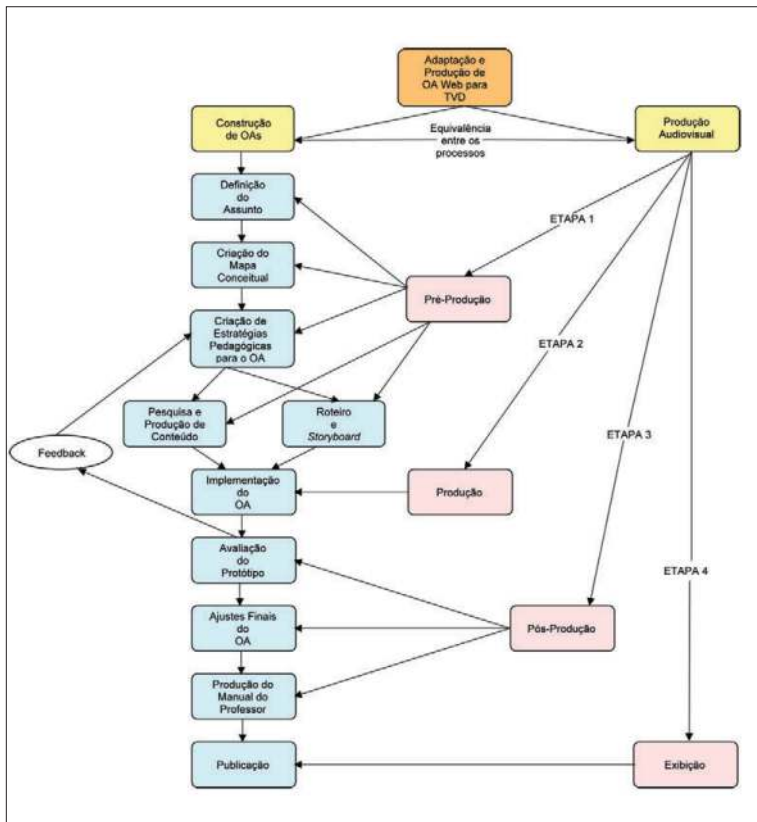 Adaptação e
Produção de
OA Web para
TVD
Construção
de OAs
Equivalência
entre os
processos
Produção
Audiovisual
Definição
do
Assunto
ETAPA 1
Criação do
Mapa
Conceitual
Pré-Produção
Criação de
Estratégias
Pedagógicas
para o OA
ETAPA 2
Pesquisa e
Produção de
Conteúdo
Roteiro
e
Storyboard
ETAPA 3
Feedback
Implementação
do
OA
Produção
Avaliação
do
Protótipo
ETAPA 4
Ajustes Finais
do
OA
Pós-Produção
Produção do
Manual do
Professor
Publicação
Exibição